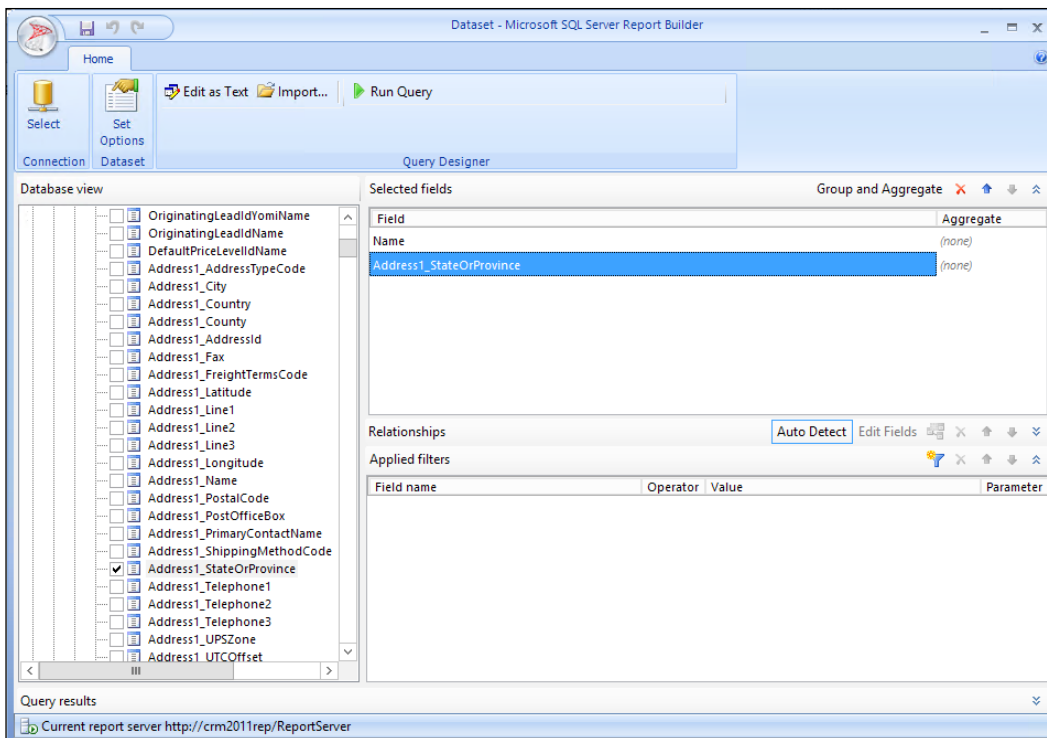 Dataset - Microsoft SQL Server Report Builder
Home
Edit as Text Import... Run Query
Select Set Options
Connection Dataset Query Designer
Database view
OriginatingLeadIdYomiName
OriginatingLeadIdName
DefaultPriceLevelIdName
Address1_AddressTypeCode
Address1_City
Address1_Country
Address1_County
Address1_AddressId
Address1_Fax
Address1_FreightTermsCode
Address1_Latitude
Address1_Line1
Address1_Line2
Address1_Line3
Address1_Longitude
Address1_Name
Address1_PostalCode
Address1_PostOfficeBox
Address1_PrimaryContactName
Address1_ShippingMethodCode
Address1_StateOrProvince
Address1_Telephone1
Address1_Telephone2
Address1_Telephone3
Address1_UPSZone
Address1_UTCOffset
Selected fields Group and Aggregate
Field Aggregate
Name (none)
Address1_StateOrProvince (none)
Relationships Auto Detect Edit Fields
Applied filters
Field name Operator Value Parameter
Query results
Current report server http://crm2011rep/ReportServer